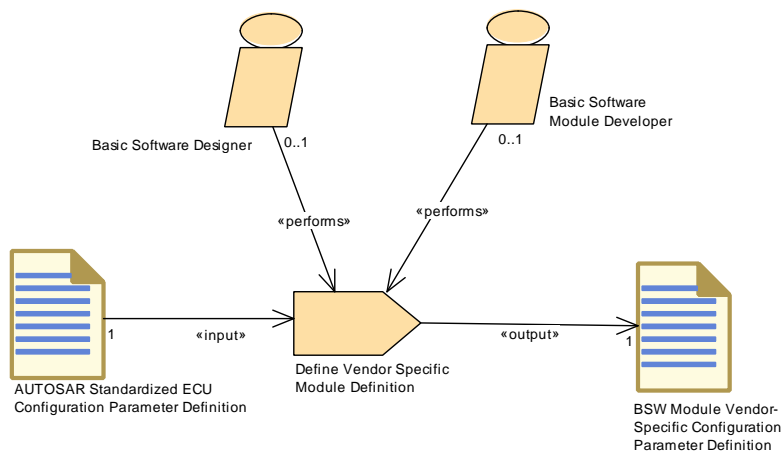 Basic Software Designer
0..1
Basic Software
Module Developer
0..1
«performs»
«performs»
1
«input»
«output»
1
AUTOSAR Standardized ECU
Configuration Parameter Definition
Define Vendor Specific
Module Definition
BSW Module Vendor-
Specific Configuration
Parameter Definition